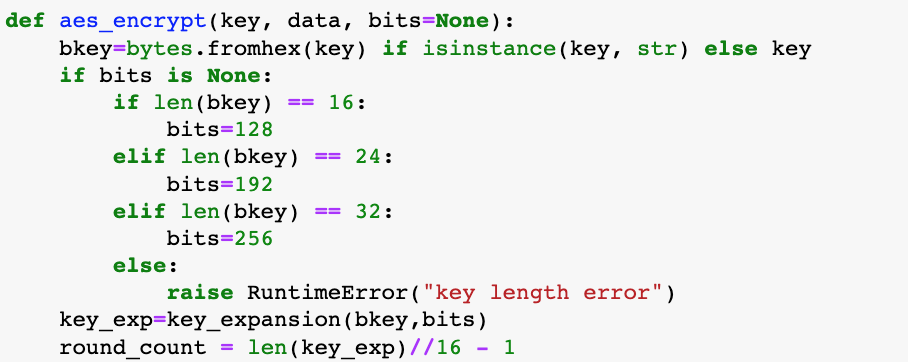 def aes_encrypt(key, data, bits=None):
    bkey=bytes.fromhex(key) if isinstance(key, str) else key
    if bits is None:
        if len(bkey) == 16:
            bits=128
        elif len(bkey) == 24:
            bits=192
        elif len(bkey) == 32:
            bits=256
        else:
            raise RuntimeError("key length error")
    key_exp=key_expansion(bkey,bits)
    round_count = len(key_exp)//16 - 1